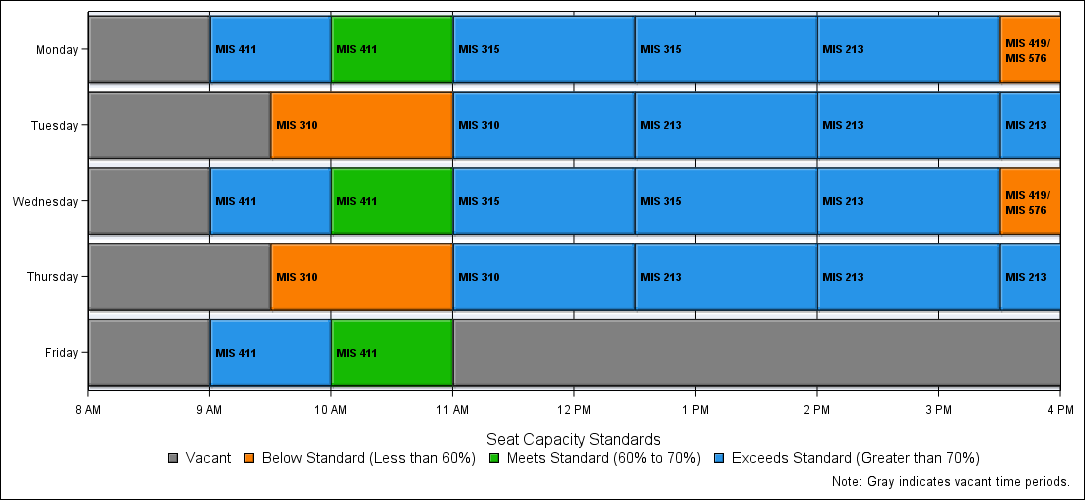 Monday
MIS 411
MIS 411
MIS 315
MIS 315
MIS 213
MIS 419/
MIS 576
Tuesday
MIS 310
MIS 310
MIS 213
MIS 213
MIS 213
Wednesday
MIS 411
MIS 411
MIS 315
MIS 315
MIS 213
MIS 419/
MIS 576
Thursday
MIS 310
MIS 310
MIS 213
MIS 213
MIS 213
Friday
MIS 411
MIS 411
8 AM 9 AM 10 AM 11 AM 12 PM 1 PM 2 PM 3 PM 4 PM
Seat Capacity Standards
Vacant Below Standard (Less than 60%) Meets Standard (60% to 70%) Exceeds Standard (Greater than 70%)
Note: Gray indicates vacant time periods.